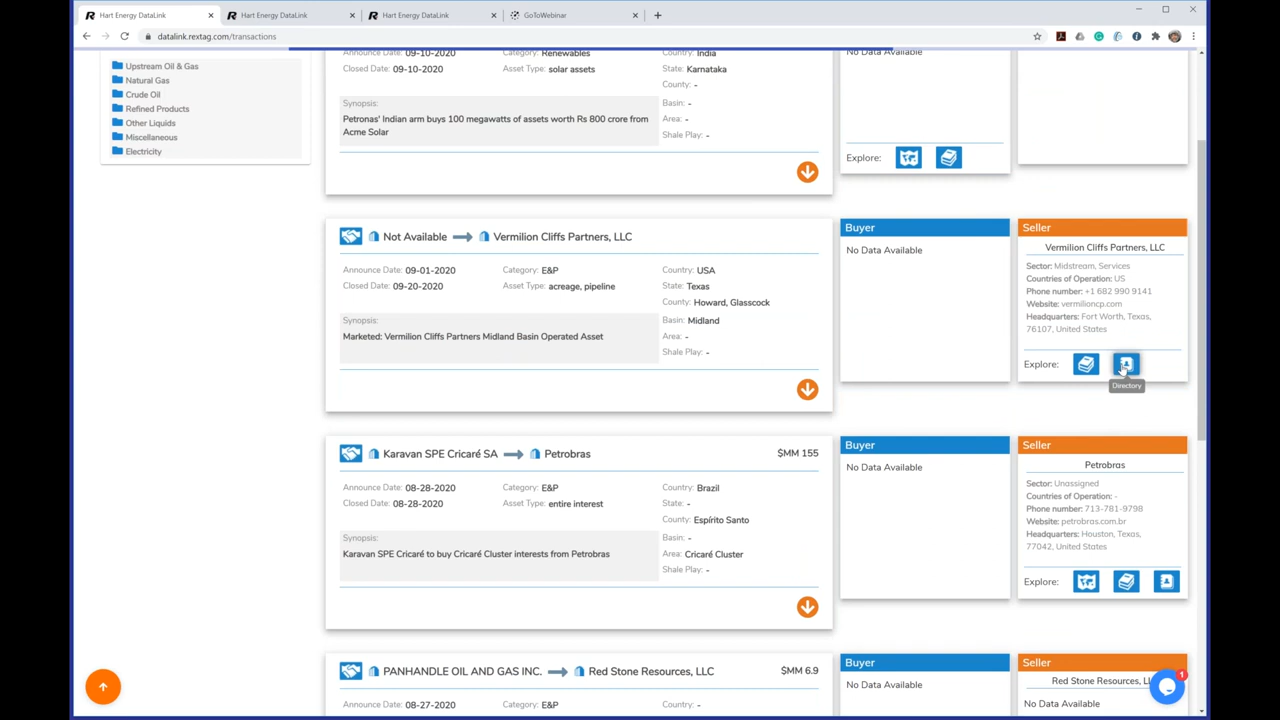 Hart Energy DataLink
Hart Energy DataLink
Hart Energy DataLink
GoToWebinar
datalink.rextag.com/transactions
Upstream Oil & Gas
Natural Gas
Crude Oil
Refined Products
Other Liquids
Miscellaneous
Electricity
Announce Date: 09-10-2020
Category: Renewables
Country: India
Closed Date: 09-10-2020
Asset Type: solar assets
State: Karnataka
County: -
Synopsis:
Petronas' Indian arm buys 100 megawatts of assets worth Rs 800 crore from
Acme Solar
Basin: -
Area: -
Shale Play: -
No Data Available
Explore:
Not Available
Vermilion Cliffs Partners, LLC
Announce Date: 09-01-2020
Category: E&P
Country: USA
Closed Date: 09-20-2020
Asset Type: acreage, pipeline
State: Texas
County: Howard, Glasscock
Synopsis:
Marketed: Vermilion Cliffs Partners Midland Basin Operated Asset
Basin: Midland
Area: -
Shale Play: -
Buyer
No Data Available
Seller
Vermilion Cliffs Partners, LLC
Sector: Midstream, Services
Countries of Operation: US
Phone number: +1 682 990 9141
Website: vermilioncp.com
Headquarters: Fort Worth, Texas,
76107, United States
Explore:
Directory
Karavan SPE Cricaré SA
Petrobras
$MM 155
Announce Date: 08-28-2020
Category: E&P
Country: Brazil
Closed Date: 08-28-2020
Asset Type: entire interest
State: -
County: Espírito Santo
Synopsis:
Karavan SPE Cricaré to buy Cricaré Cluster interests from Petrobras
Basin: -
Area: Cricaré Cluster
Shale Play: -
Buyer
No Data Available
Seller
Petrobras
Sector: Unassigned
Countries of Operation: -
Phone number: 713-781-9798
Website: petrobras.com.br
Headquarters: Houston, Texas,
77042, United States
Explore:
PANHANDLE OIL AND GAS INC.
Red Stone Resources, LLC
$MM 6.9
Announce Date: 08-27-2020
Category: E&P
Country: -
Buyer
No Data Available
Seller
Red Stone Resources,
No Data Available
1